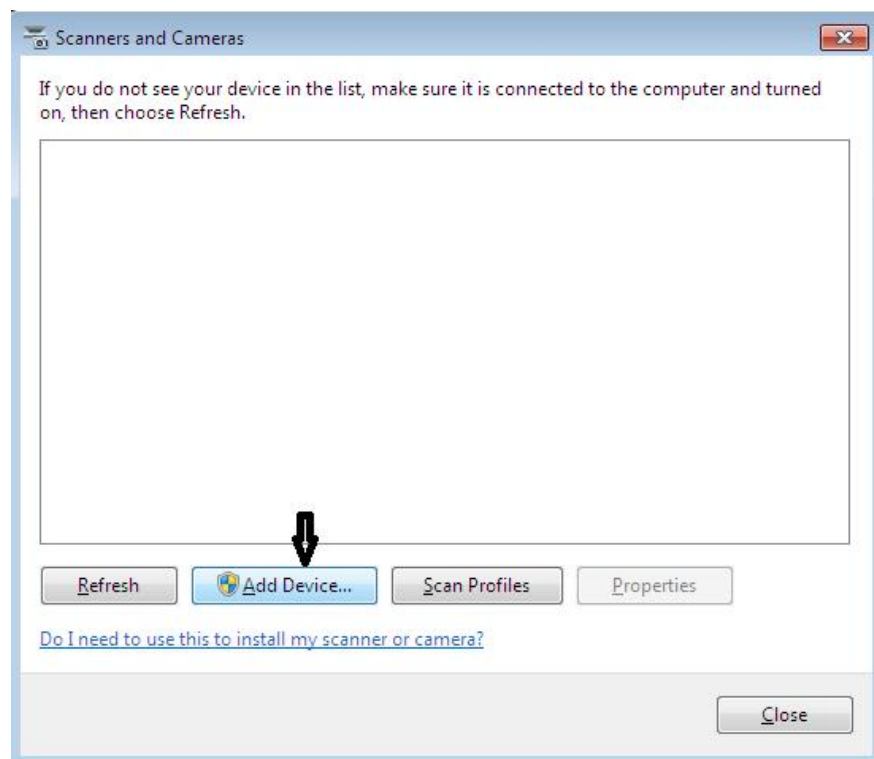 Scanners and Cameras
If you do not see your device in the list, make sure it is connected to the computer and turned
on, then choose Refresh.
Refresh
Add Device...
Scan Profiles
Properties
Do I need to use this to install my scanner or camera?
Close